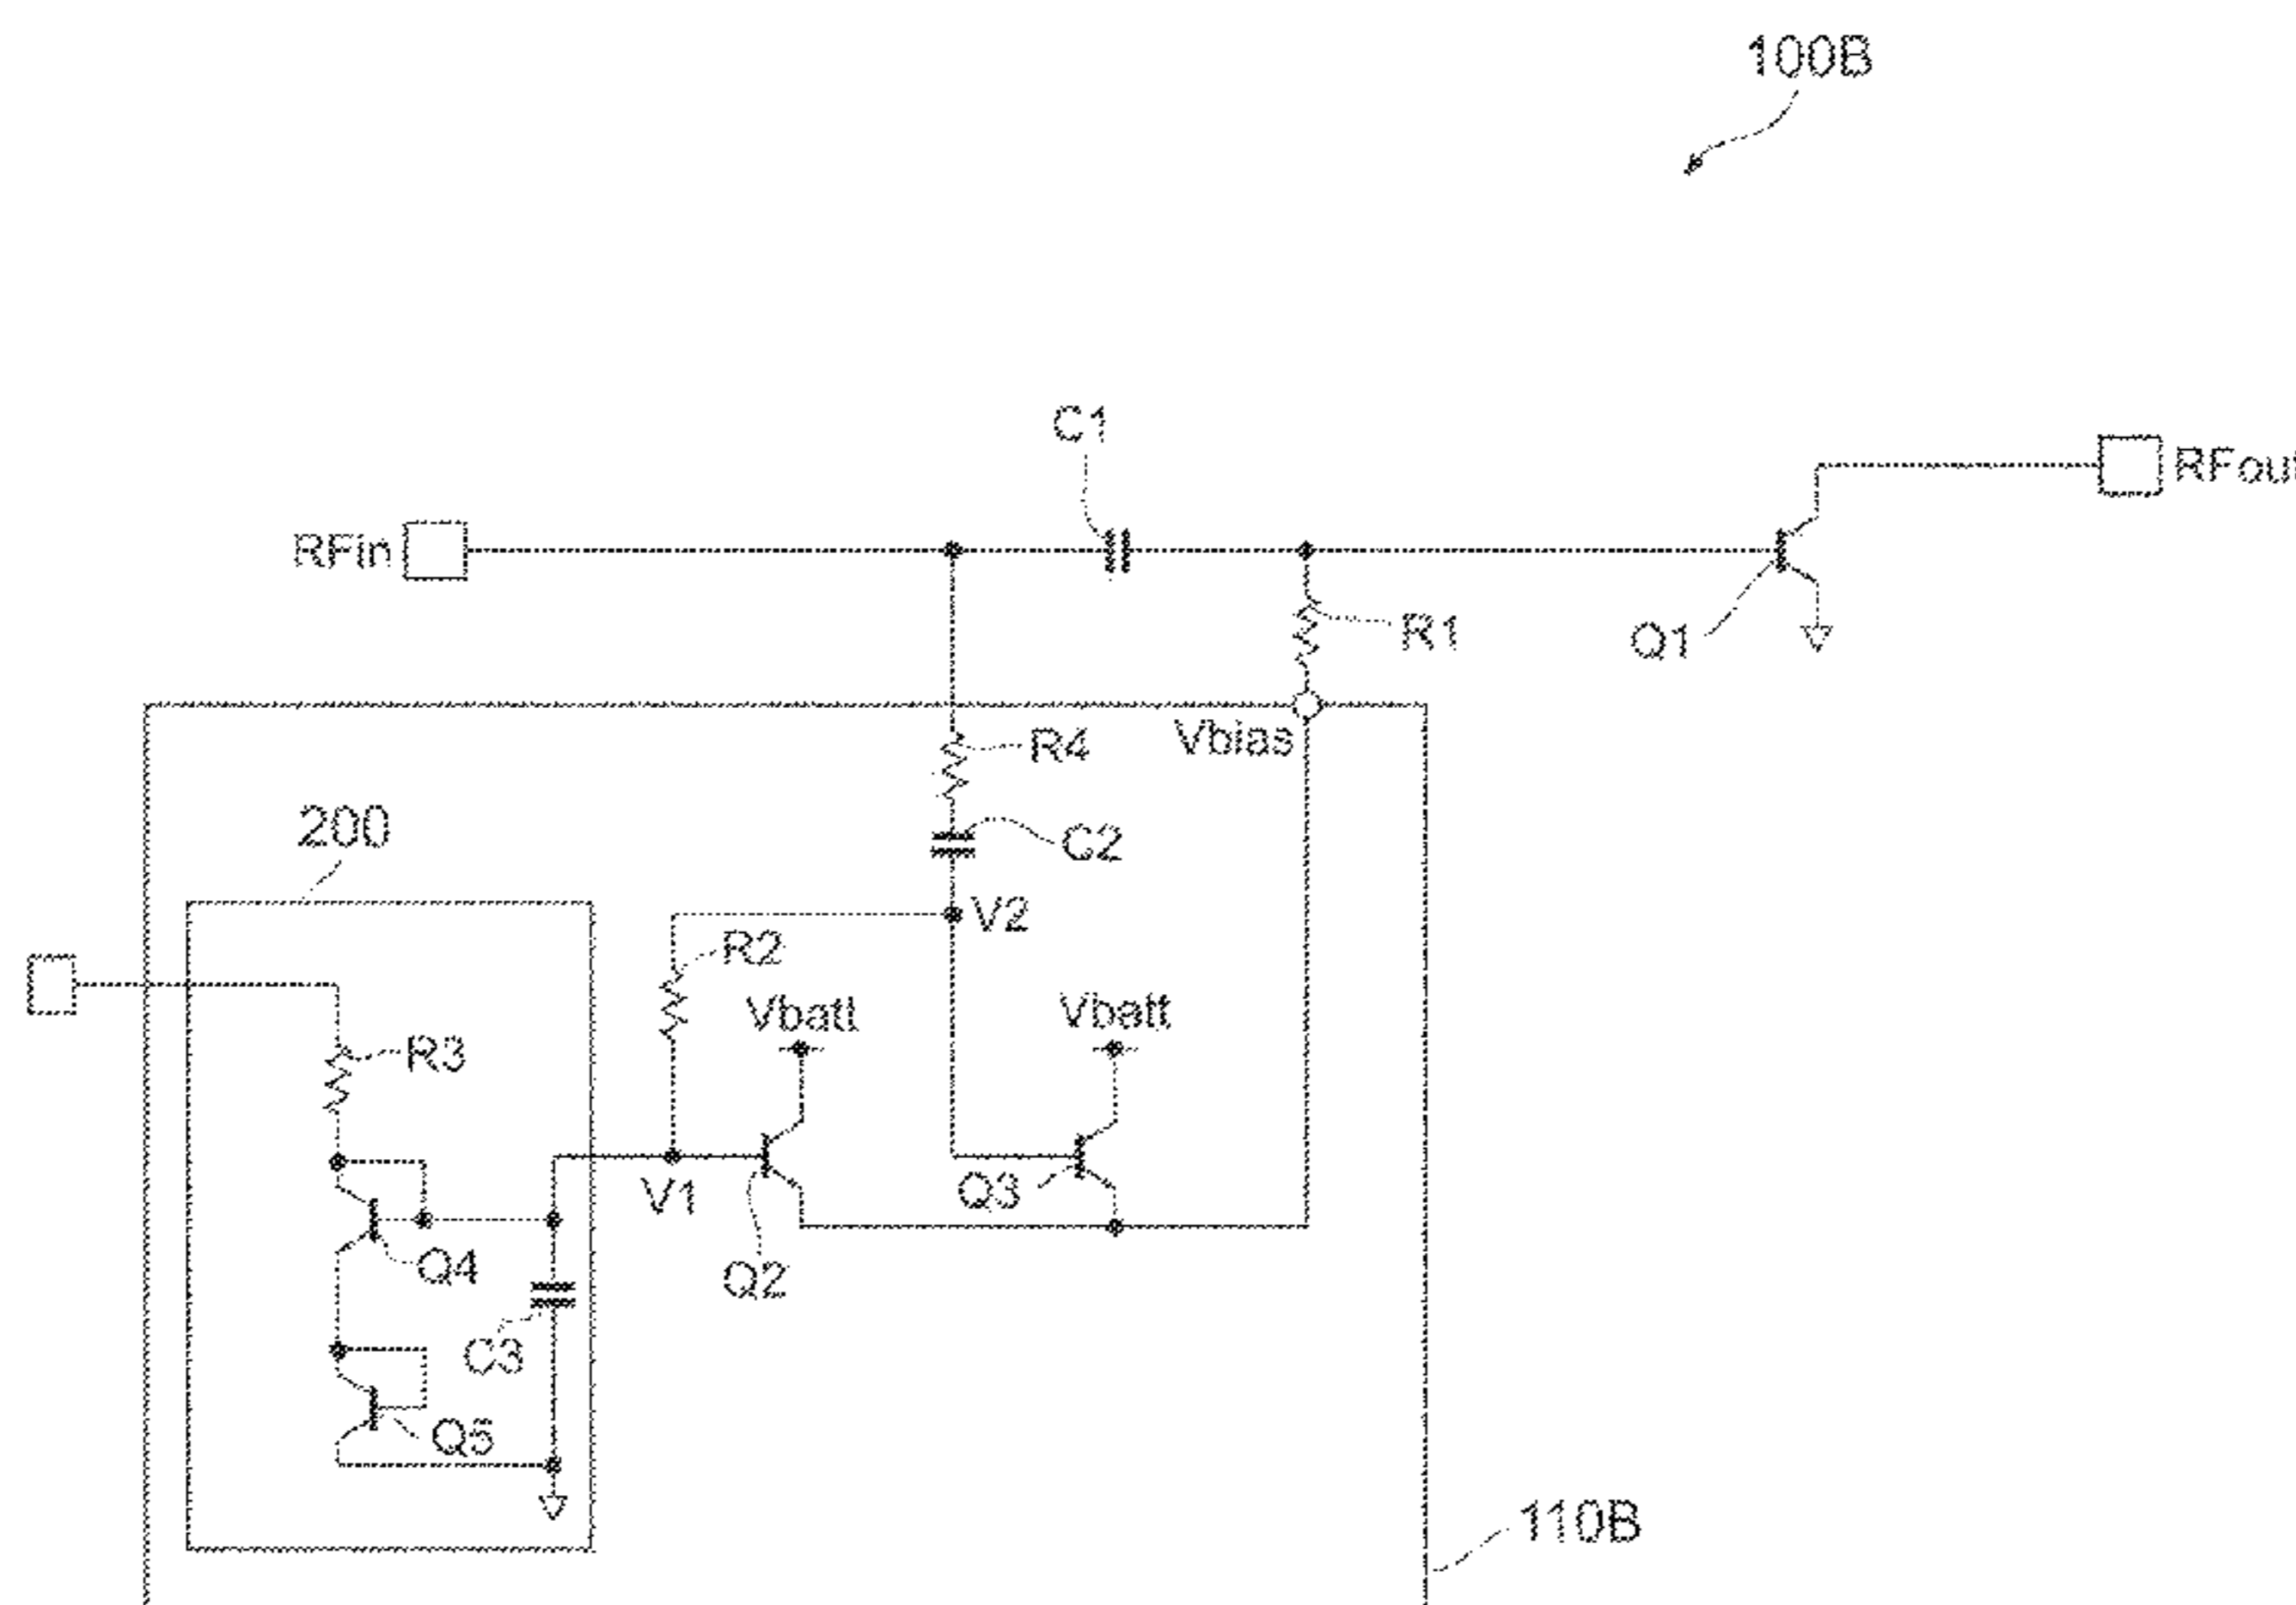 100B
C1
RFout
RFin
R1
Q1
Vbias
R4
200
C2
V2
R2
Vbatt
Vbatt
R3
V1
Q3
Q4
Q2
C3
Q5
110B